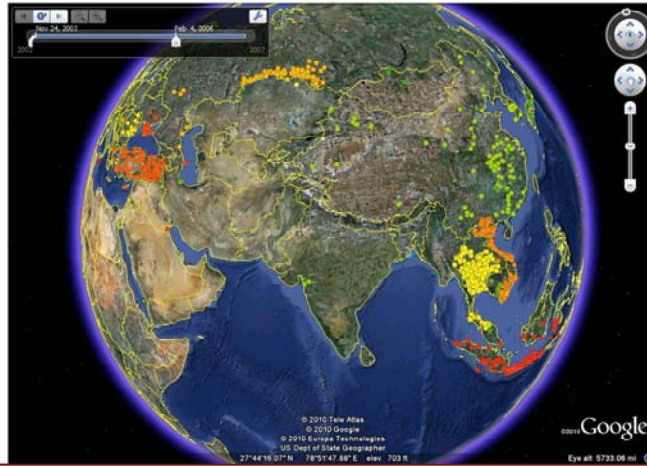 Nov 24, 2003
Feb 4, 2006
2007
N
© 2010 Tele Atlas
© 2010 Google
© 2010 Europa Technologies
US Dept of State Geographer
27°44'16.07" N 78°51'47.88" E elev 703 ft
©2010 Google
Eye alt 5733.06 mi